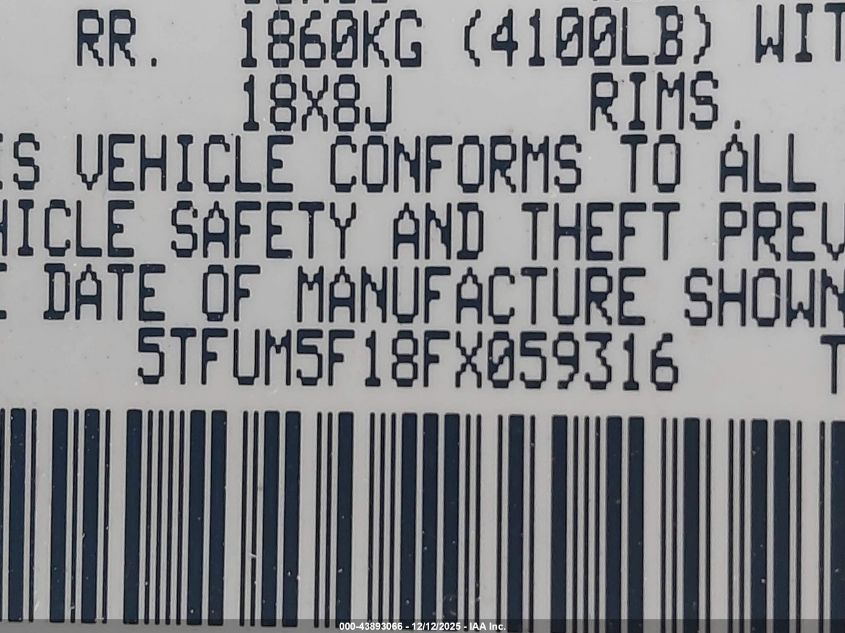 RR. 1860KG (4100LB) WIT
18X8J RIMS.
IS VEHICLE CONFORMS TO ALL
HICLE SAFETY AND THEFT PREV
E DATE OF MANUFACTURE SHOWN
5TFUM5F18FX059316 T
000-43893066 - 12/12/2025 - IAA Inc.